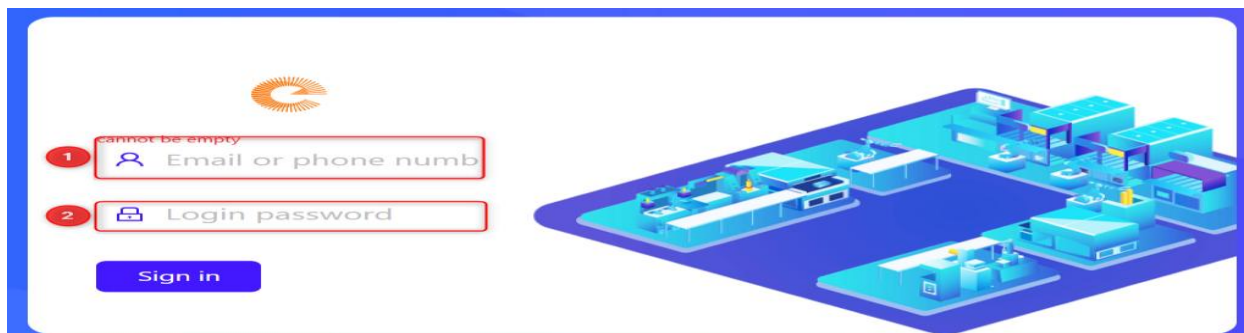 cannot be empty
1
Email or phone numb
2
Login password
Sign in